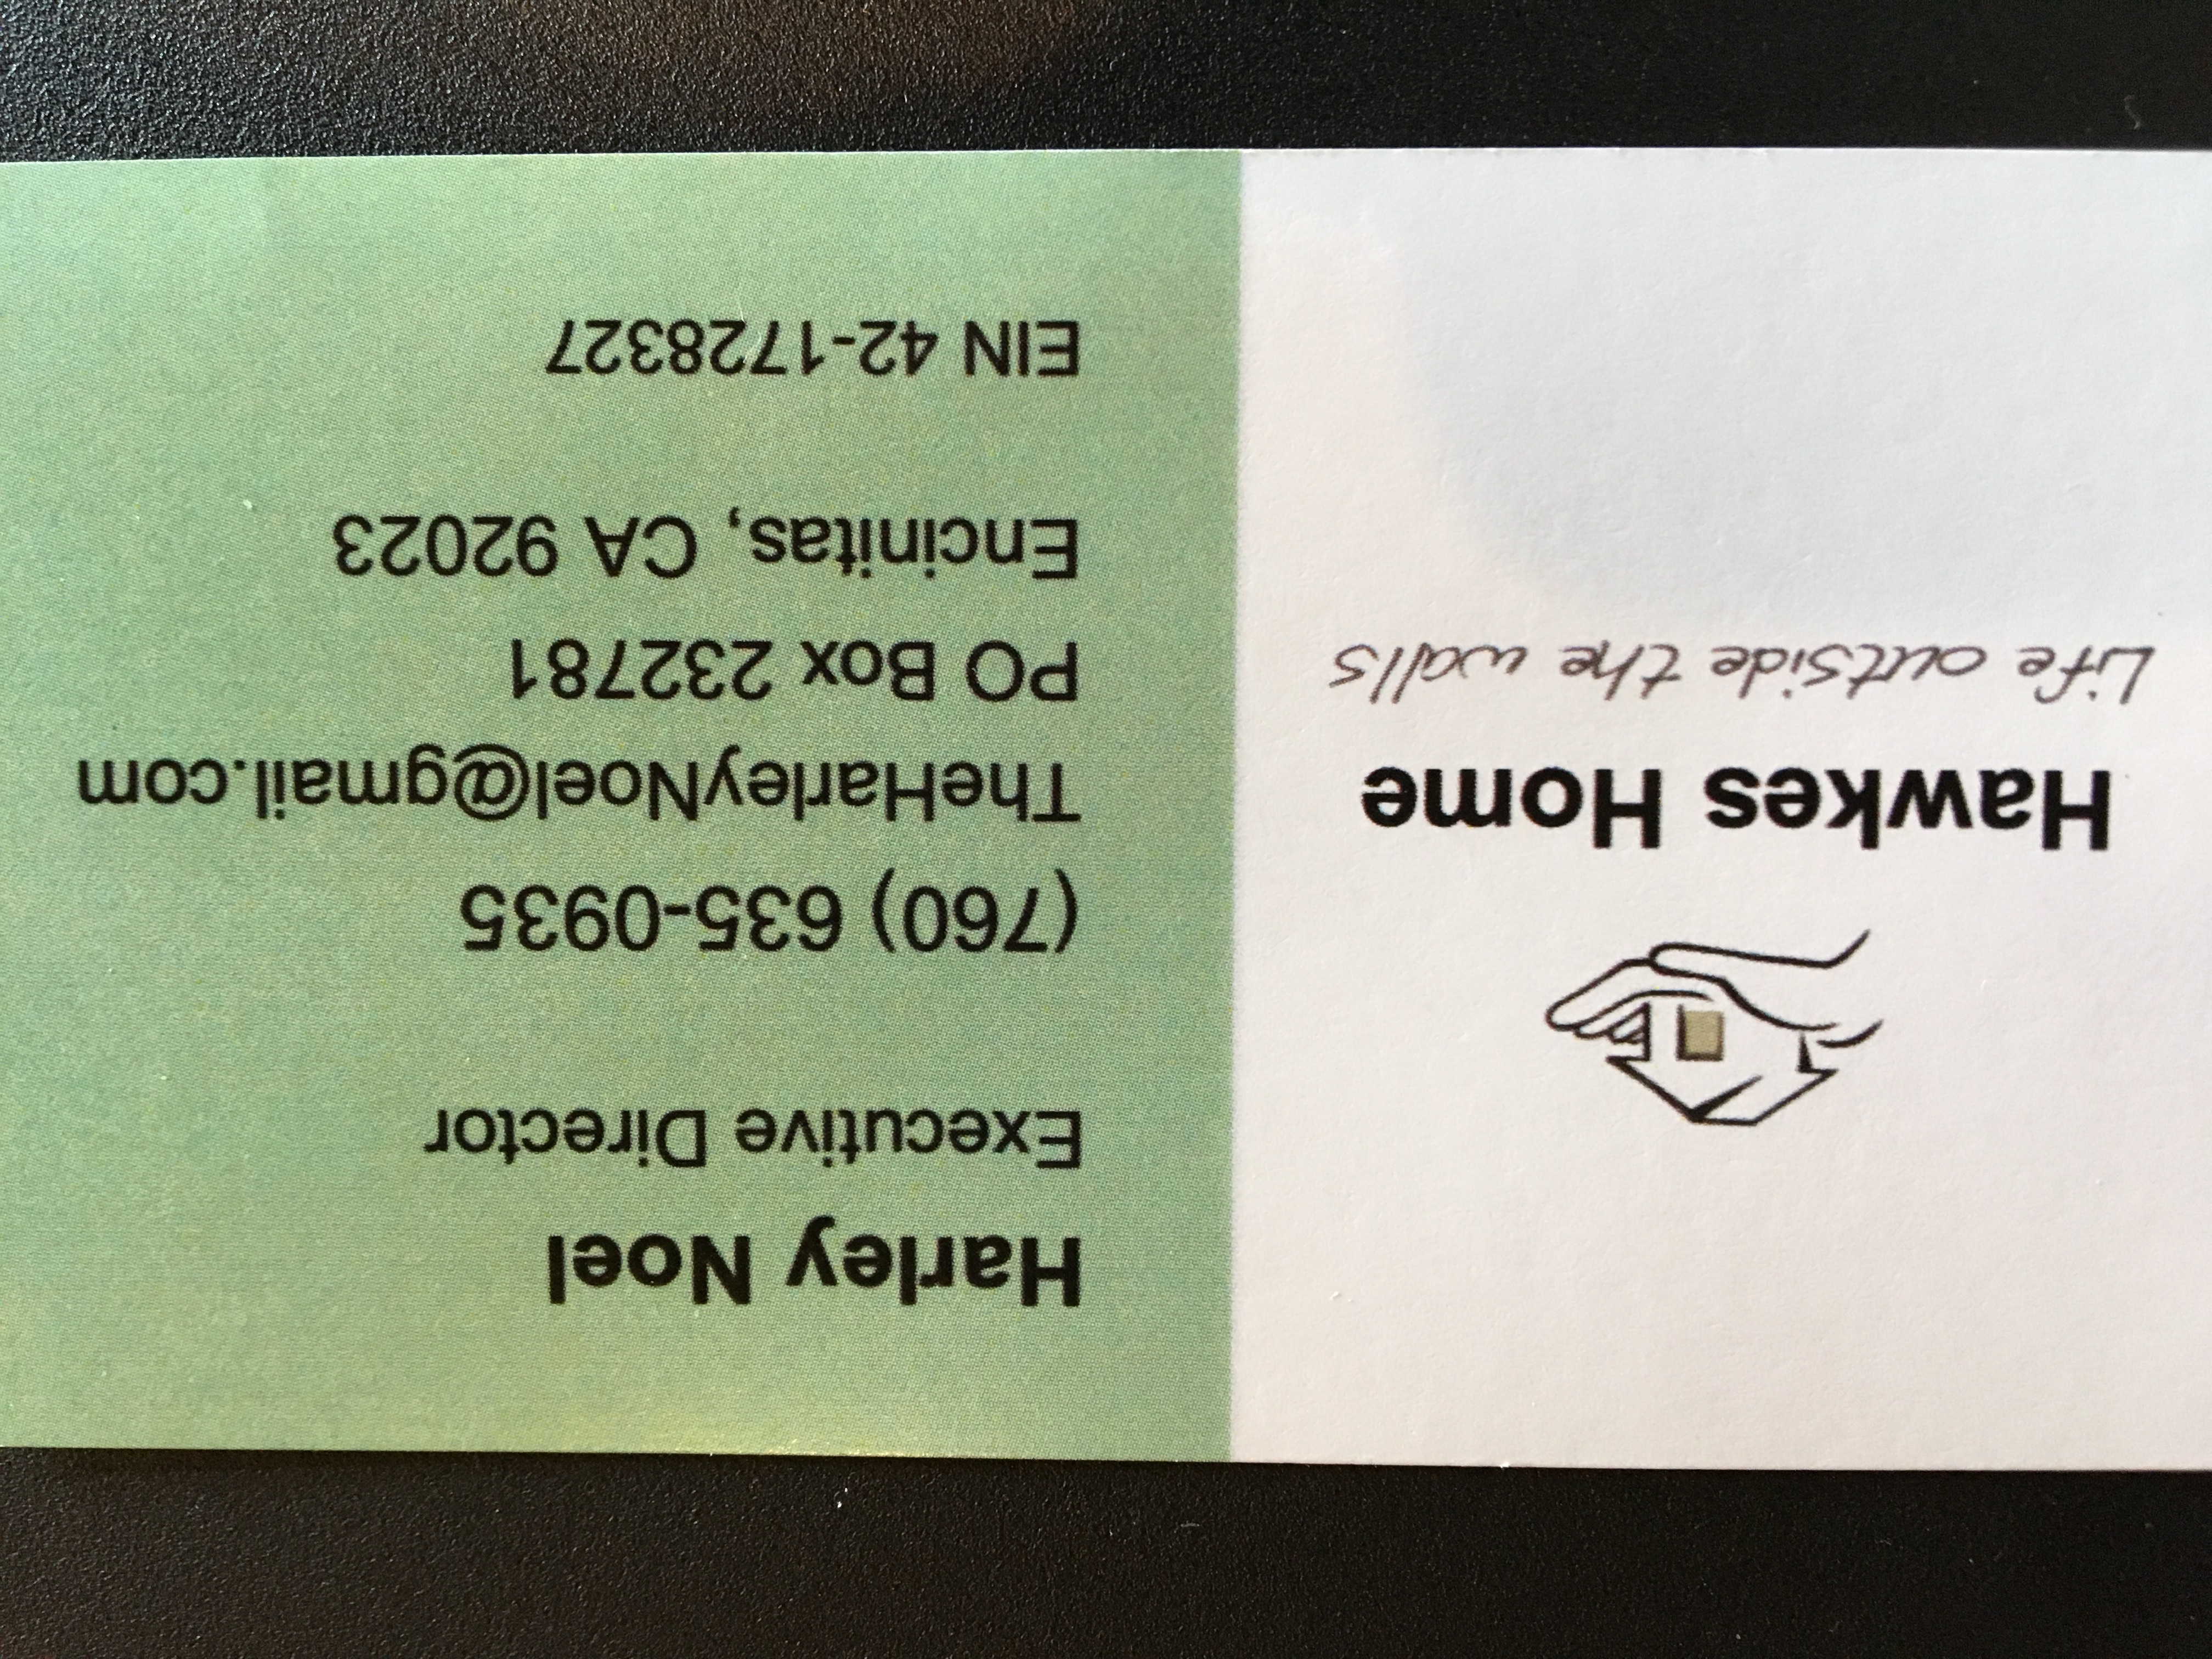 Hawkes Home
Life outside the walls
Harley Noel
Executive Director
(760) 635-0935
TheHarleyNoel@gmail.com
PO Box 232781
Encinitas, CA 92023
EIN 42-1728327